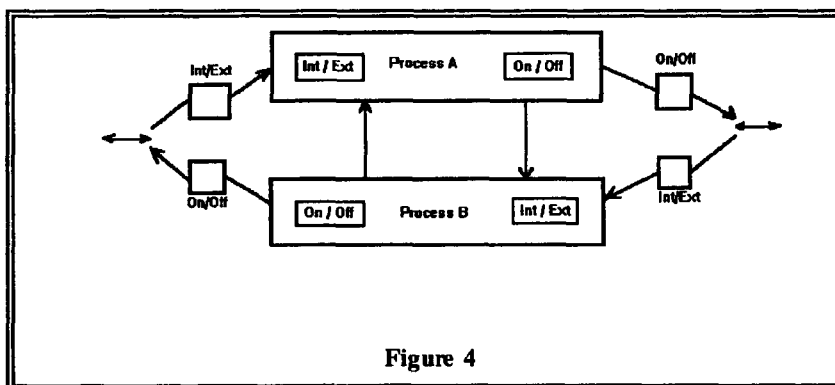 Int/Ext
Int / Ext Process A On / Off
On/Off
On/Off
On / Off Process B Int / Ext
Int/Ext
Figure 4